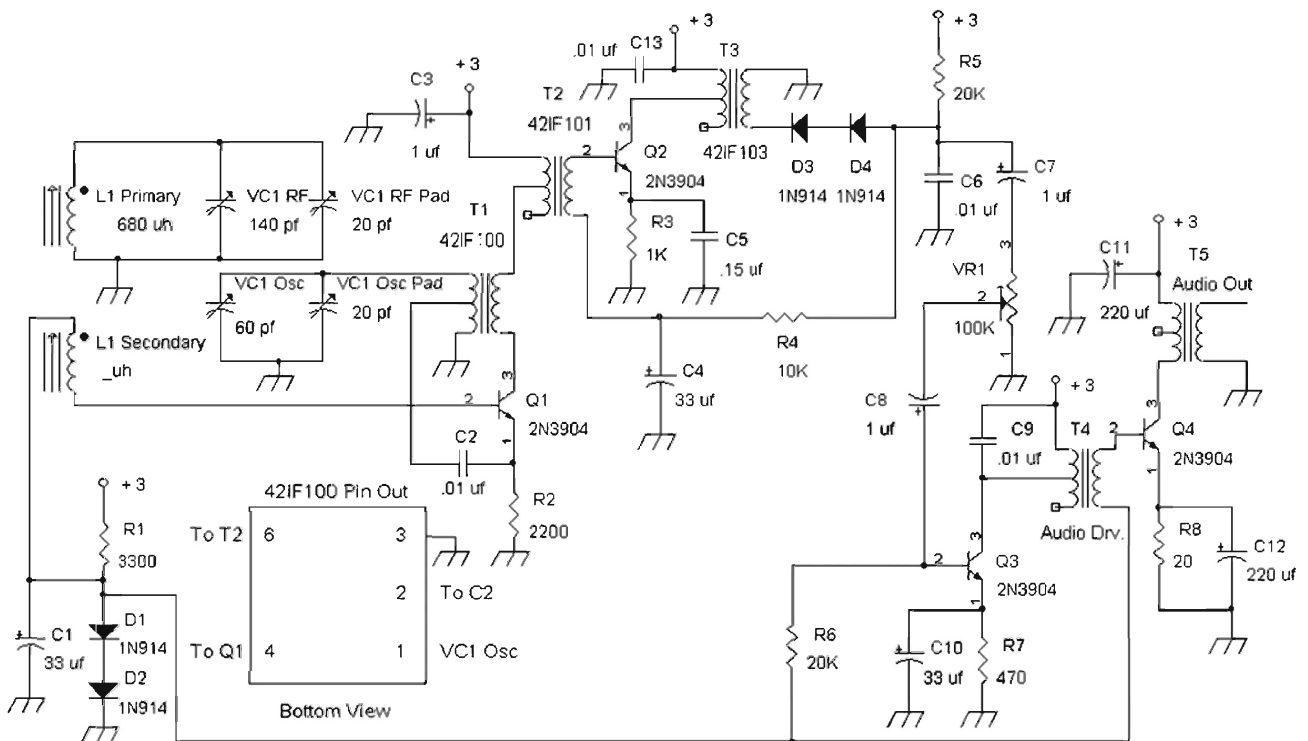 + 3
C13
.01 uf
T3
+ 3
R5
20K
+ 3
C3
1 uf
T2
42IF101
3
2
1
Q2
2N3904
42IF103
D3
1N914
D4
1N914
C7
1 uf
C6
.01 uf
L1 Primary
680 uh
VC1 RF
140 pf
VC1 RF Pad
20 pf
T1
42IF100
R3
1K
C5
.15 uf
+ 3
C11
220 uf
T5
Audio Out
VC1 Osc
60 pf
VC1 Osc Pad
20 pf
3
VR1
2
100K
1
L1 Secondary
_uh
R4
10K
C4
33 uf
C8
1 uf
3
2
1
Q1
2N3904
C2
.01 uf
R2
2200
+ 3
C9
.01 uf
T4
Audio Drv.
3
2
1
Q4
2N3904
R8
20
C12
220 uf
+ 3
R1
3300
42IF100 Pin Out
To T2
6
3
2
To C2
To Q1
4
1
VC1 Osc
Bottom View
C1
33 uf
D1
1N914
D2
1N914
3
2
1
Q3
2N3904
R6
20K
C10
33 uf
R7
470